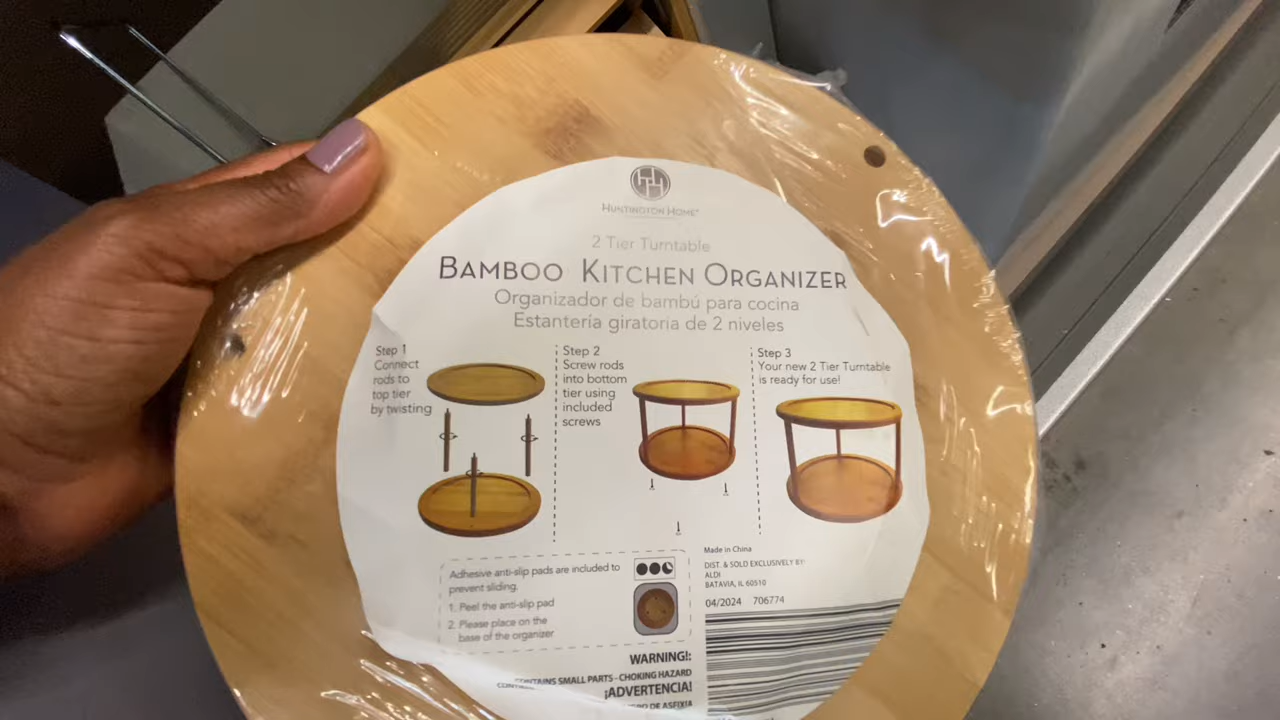 HUNTINGTON HOME
2 Tier Turntable
BAMBOO KITCHEN ORGANIZER
Organizador de bambú para cocina
Estantería giratoria de 2 niveles
Step 1
Connect
rods to
top tier
by twisting
Step 2
Screw rods
into bottom
tier using
included
screws
Step 3
Your new 2 Tier Turntable
is ready for use!
Adhesive anti-slip pads are included to
prevent sliding.
1. Peel the anti-slip pad
2. Please place on the
base of the organizer
Made in China
DIST. & SOLD EXCLUSIVELY BY:
ALDI
BATAVIA, IL 60510
04/2024 706774
WARNING!:
CONTAINS SMALL PARTS - CHOKING HAZARD
¡ADVERTENCIA!
DE ASFIXIA